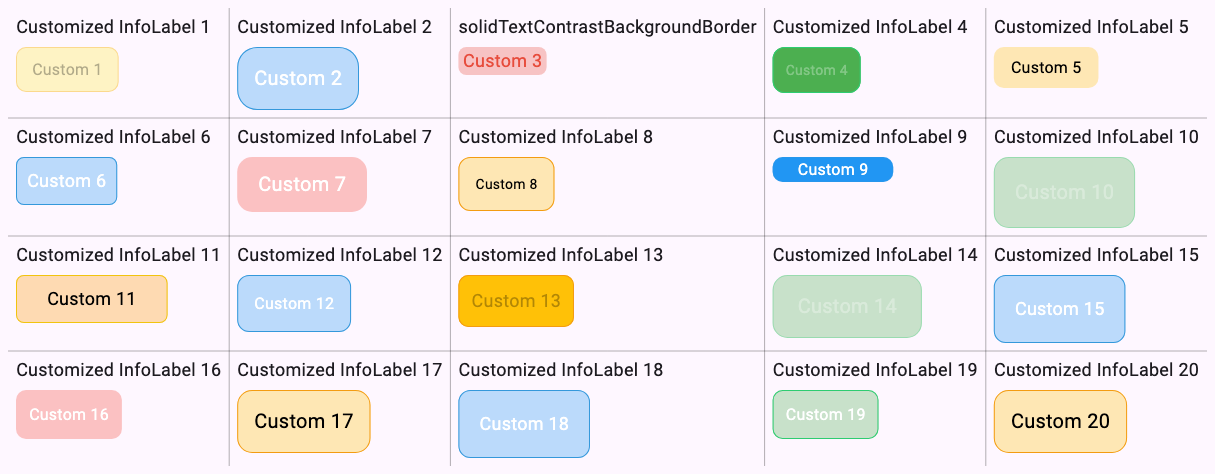 Customized InfoLabel 1
Custom 1
Customized InfoLabel 2
Custom 2
solidTextContrastBackgroundBorder
Custom 3
Customized InfoLabel 4
Custom 4
Customized InfoLabel 5
Custom 5
Customized InfoLabel 6
Custom 6
Customized InfoLabel 7
Custom 7
Customized InfoLabel 8
Custom 8
Customized InfoLabel 9
Custom 9
Customized InfoLabel 10
Custom 10
Customized InfoLabel 11
Custom 11
Customized InfoLabel 12
Custom 12
Customized InfoLabel 13
Custom 13
Customized InfoLabel 14
Custom 14
Customized InfoLabel 15
Custom 15
Customized InfoLabel 16
Custom 16
Customized InfoLabel 17
Custom 17
Customized InfoLabel 18
Custom 18
Customized InfoLabel 19
Custom 19
Customized InfoLabel 20
Custom 20